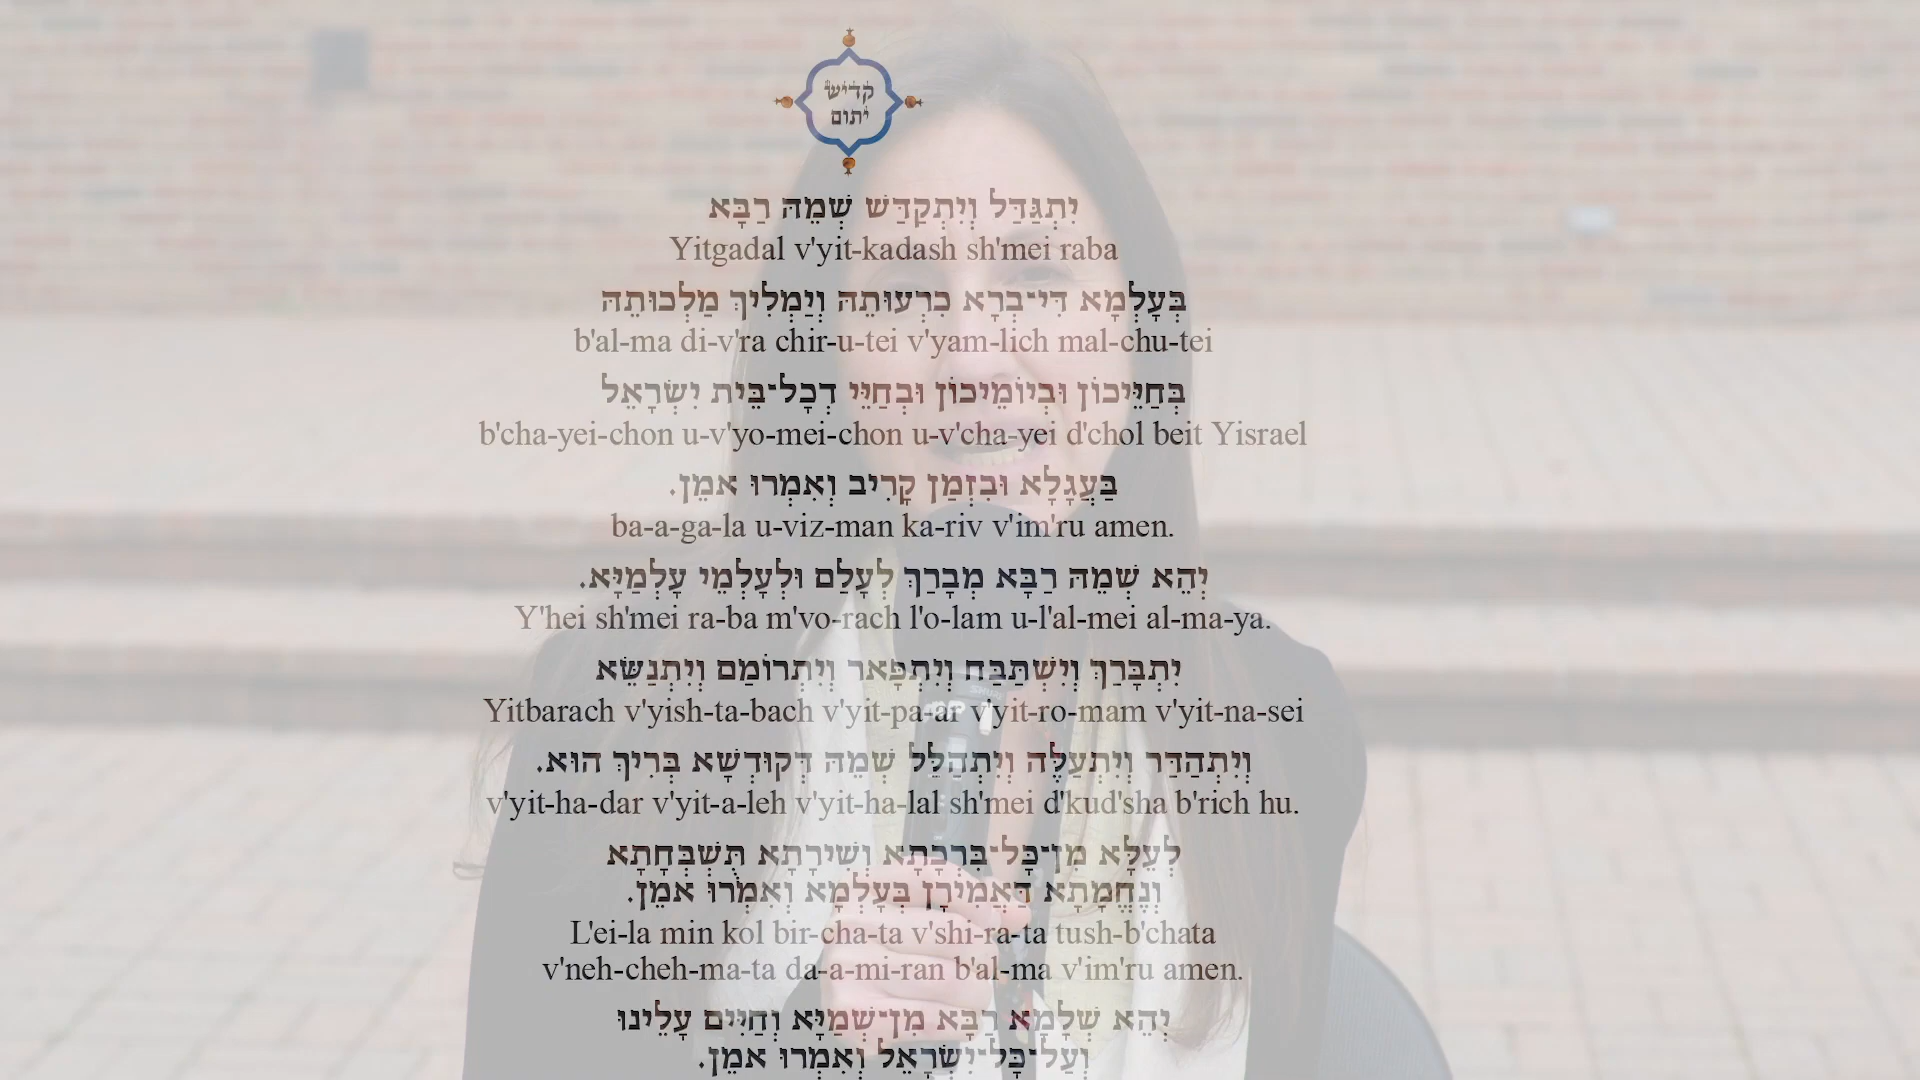 קדיש
יתום
יִתְגַּדַּל וְיִתְקַדַּשׁ שְׁמֵהּ רַבָּא
Yitgadal v'yit-kadash sh'mei raba
בְּעָלְמָא דִּי־בְרָא כִרְעוּתֵהּ וְיַמְלִיךְ מַלְכוּתֵהּ
b'al-ma di-v'ra chir-u-tei v'yam-lich mal-chu-tei
בְּחַיֵּיכוֹן וּבְיוֹמֵיכוֹן וּבְחַיֵּי דְכָל־בֵּית יִשְׂרָאֵל
b'cha-yei-chon u-v'yo-mei-chon u-v'cha-yei d'chol beit Yisrael
בַּעֲגָלָא וּבִזְמַן קָרִיב וְאִמְרוּ אמֵן.
ba-a-ga-la u-viz-man ka-riv v'im'ru amen.
יְהֵא שְׁמֵהּ רַבָּא מְבָרַךְ לְעָלַם וּלְעָלְמֵי עָלְמַיָּא.
Y'hei sh'mei ra-ba m'vo-rach l'o-lam u-l'al-mei al-ma-ya.
יִתְבָּרַךְ וְיִשְׁתַּבַּח וְיִתְפָּאר וְיִתְרוֹמַם וְיִתְנַשֵּׂא
Yitbarach v'yish-ta-bach v'yit-pa-ar v'yit-ro-mam v'yit-na-sei
וְיִתְהַדַּר וְיִתְעַלֶּה וְיִתְהַלֵּל שְׁמֵהּ דְּקוּדְשָׁא בְּרִיךְ הוּא.
v'yit-ha-dar v'yit-a-leh v'yit-ha-lal sh'mei d'kud'sha b'rich hu.
לְעֵלָּא מִן־כָּל־בִּרְכָתָא וְשִׁירָתָא תֻּשְׁבְּחָתָא
וְנֶחֱמָתָא דַּאֲמִירָן בְּעָלְמָא וְאִמְרוּ אמֵן.
L'ei-la min kol bir-cha-ta v'shi-ra-ta tush-b'chata
v'neh-cheh-ma-ta da-a-mi-ran b'al-ma v'im'ru amen.
יְהֵא שְׁלָמָא רַבָּא מִן־שְׁמַיָּא וְחַיִּים עָלֵינוּ
וְעַל־כָּל־יִשְׂרָאֵל וְאִמְרוּ אמֵן.